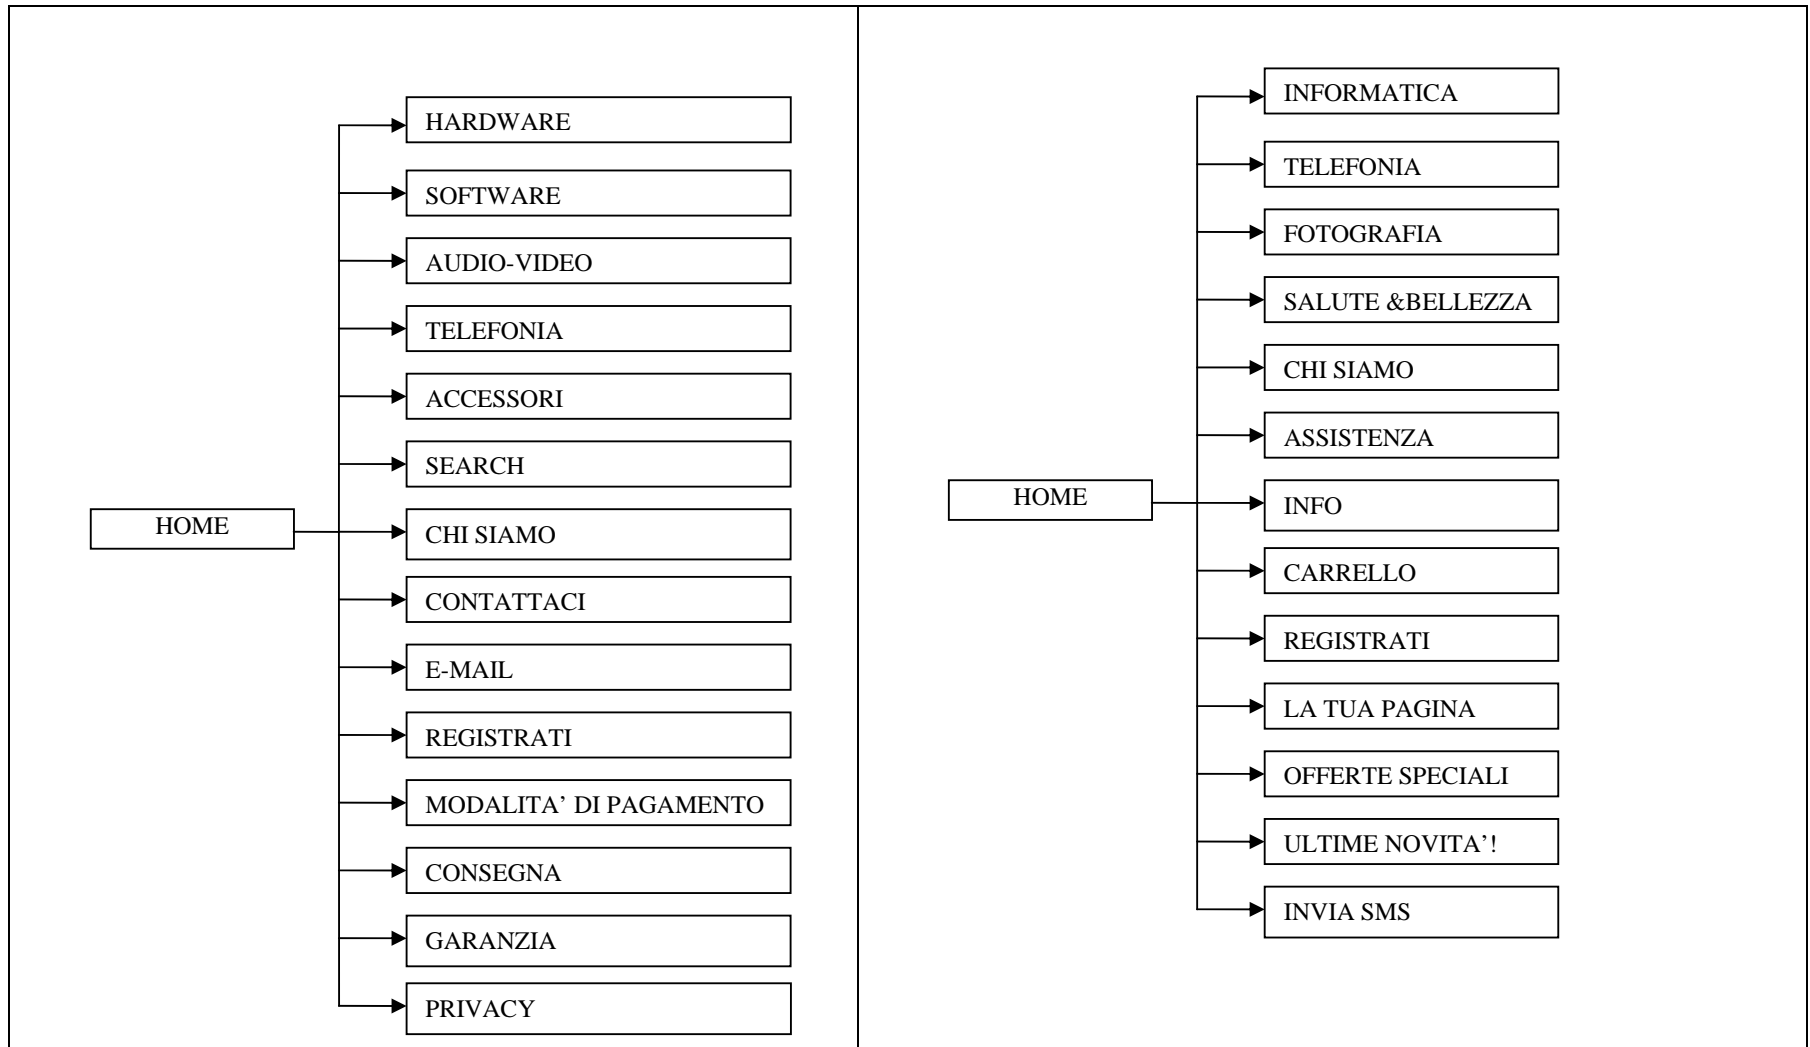 HARDWARE
SOFTWARE
AUDIO-VIDEO
TELEFONIA
ACCESSORI
SEARCH
HOME
CHI SIAMO
CONTATTACI
E-MAIL
REGISTRATI
MODALITA’ DI PAGAMENTO
CONSEGNA
GARANZIA
PRIVACY
INFORMATICA
TELEFONIA
FOTOGRAFIA
SALUTE &BELLEZZA
CHI SIAMO
ASSISTENZA
HOME
INFO
CARRELLO
REGISTRATI
LA TUA PAGINA
OFFERTE SPECIALI
ULTIME NOVITA’!
INVIA SMS